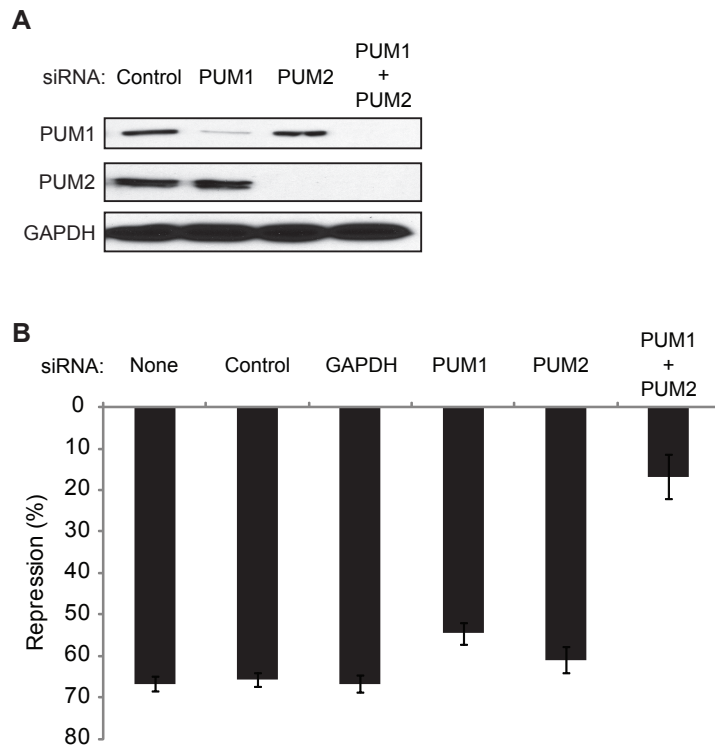 A
siRNA: Control PUM1 PUM2 PUM1
+
PUM2
PUM1
PUM2
GAPDH
B
siRNA: None Control GAPDH PUM1 PUM2 PUM1
+
PUM2
0
10
20
30
40
50
60
70
80
Repression (%)